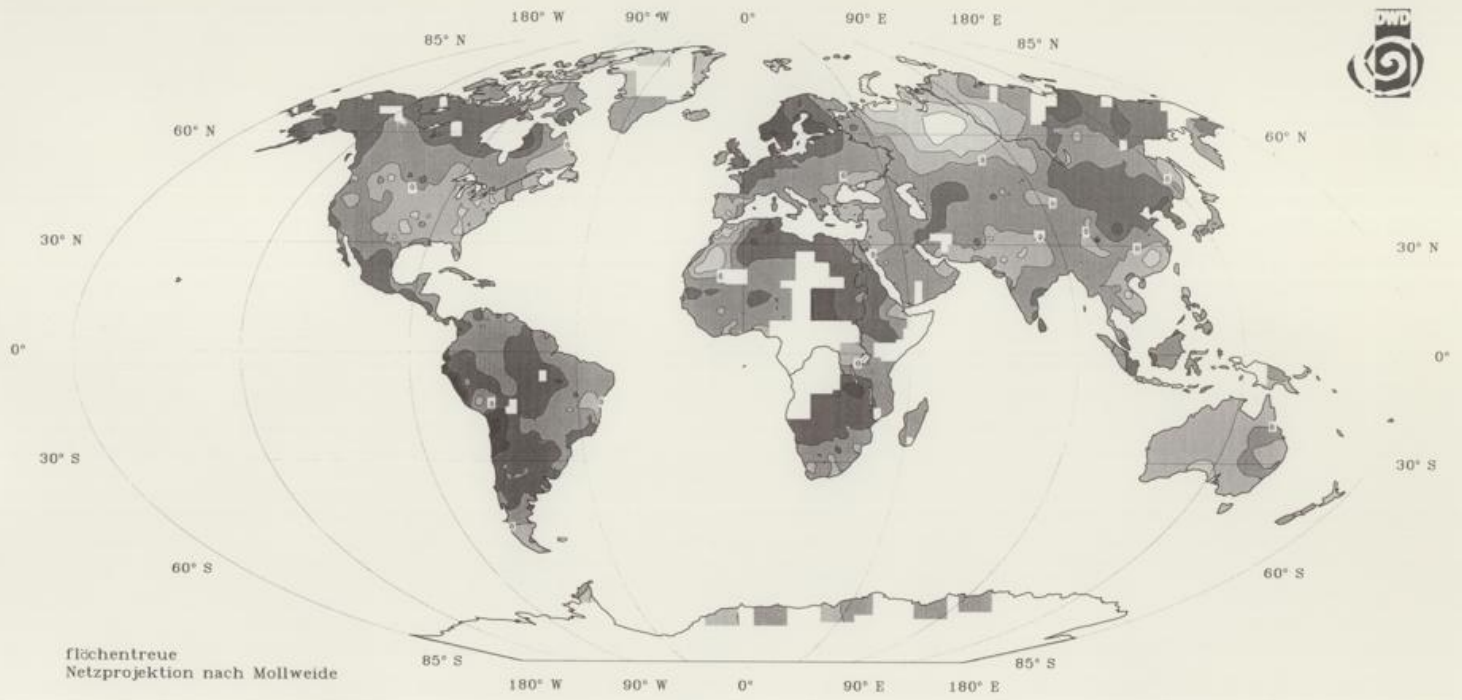 180° W 90° W 0° 90° E 180° E
85° N 85° N
DWD
60° N 60° N
30° N 30° N
0° 0°
30° S 30° S
60° S 60° S
flöchentreue
Netzprojektion nach Mollweide
85° S 85° S
180° W 90° W 0° 90° E 180° E